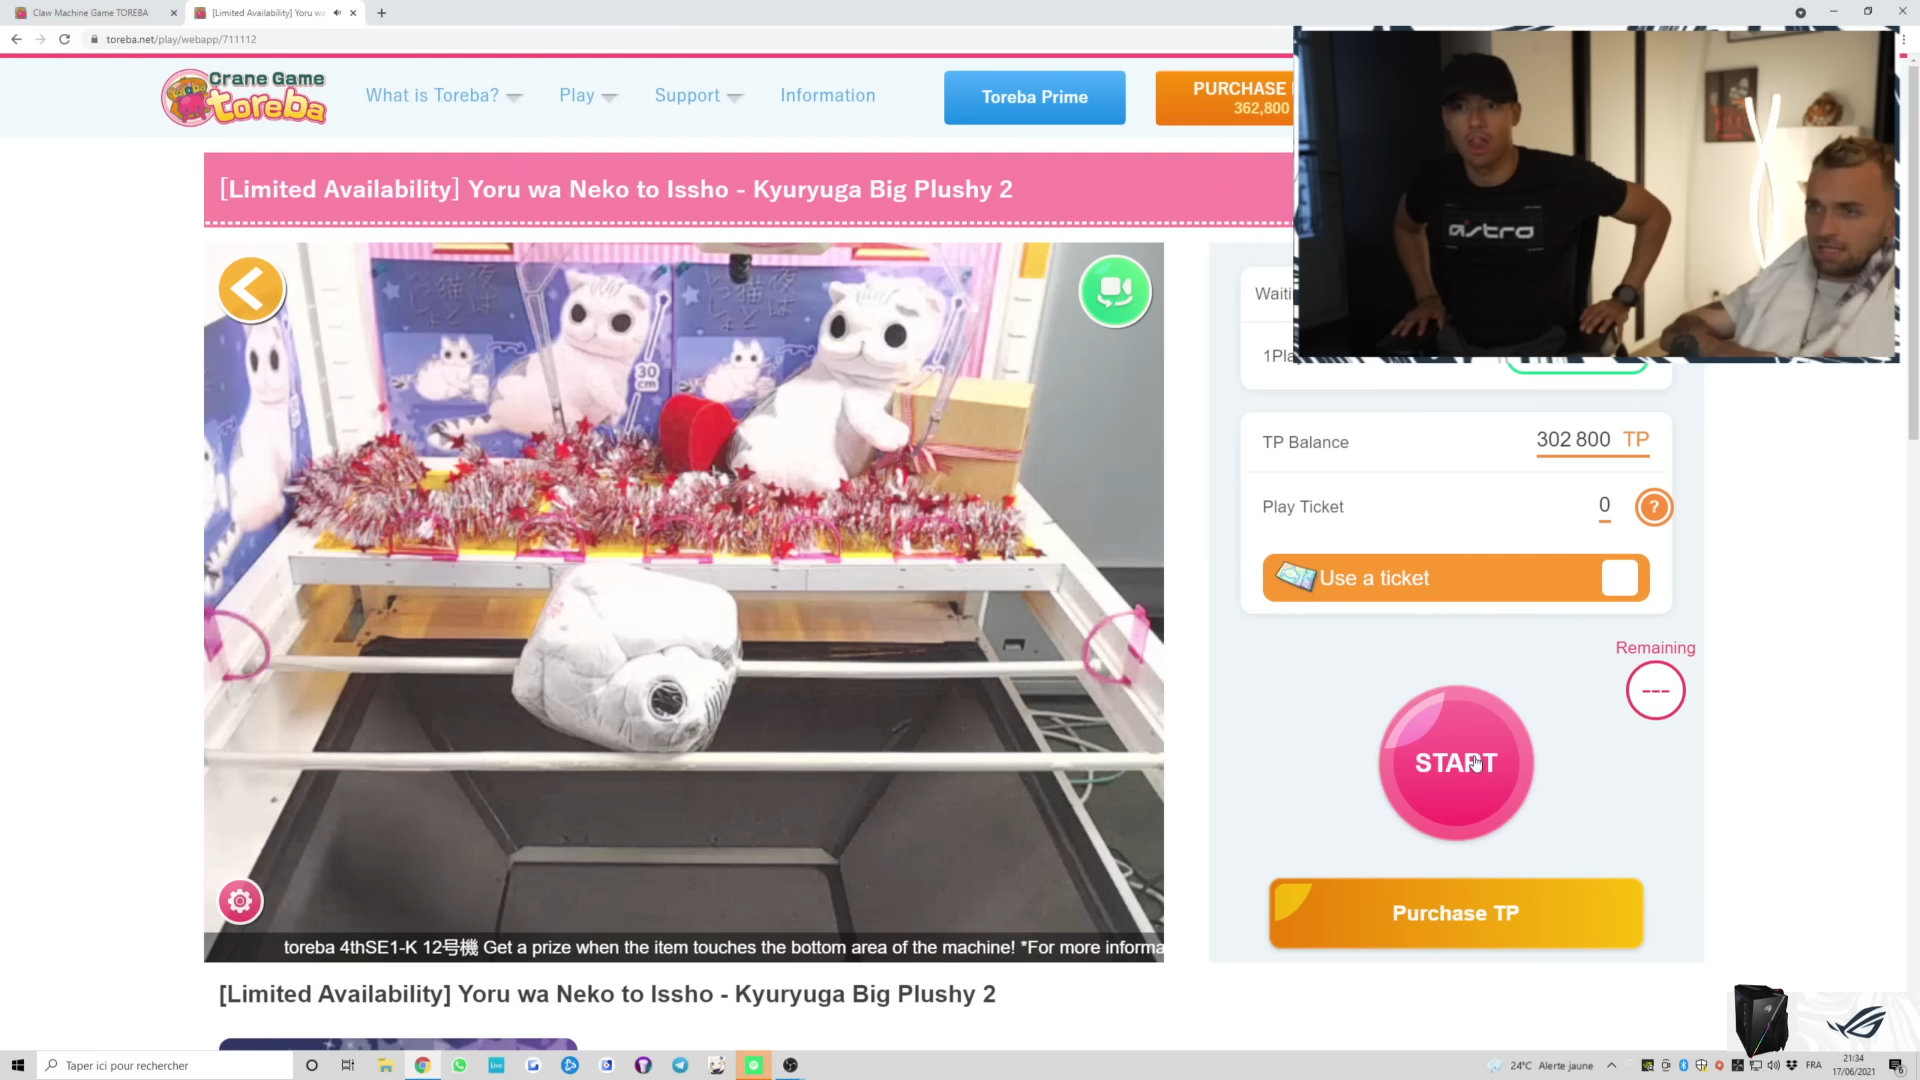 Claw Machine Game TOREBA
[Limited Availability] Yoru wa
toreba.net/play/webapp/711112
Crane Game
toreba
What is Toreba?
Play
Support
Information
Toreba Prime
PURCHASE
362,800
[Limited Availability] Yoru wa Neko to Issho - Kyuryuga Big Plushy 2
astro
Waiti
1Pla
30
cm
TP Balance
302 800 TP
Play Ticket
0
?
Use a ticket
Remaining
---
START
Purchase TP
toreba 4thSE1-K 12号機 Get a prize when the item touches the bottom area of the machine! *For more informa
[Limited Availability] Yoru wa Neko to Issho - Kyuryuga Big Plushy 2
Taper ici pour rechercher
Live
24°C Alerte jaune
FRA
21:34
17/06/2021
6